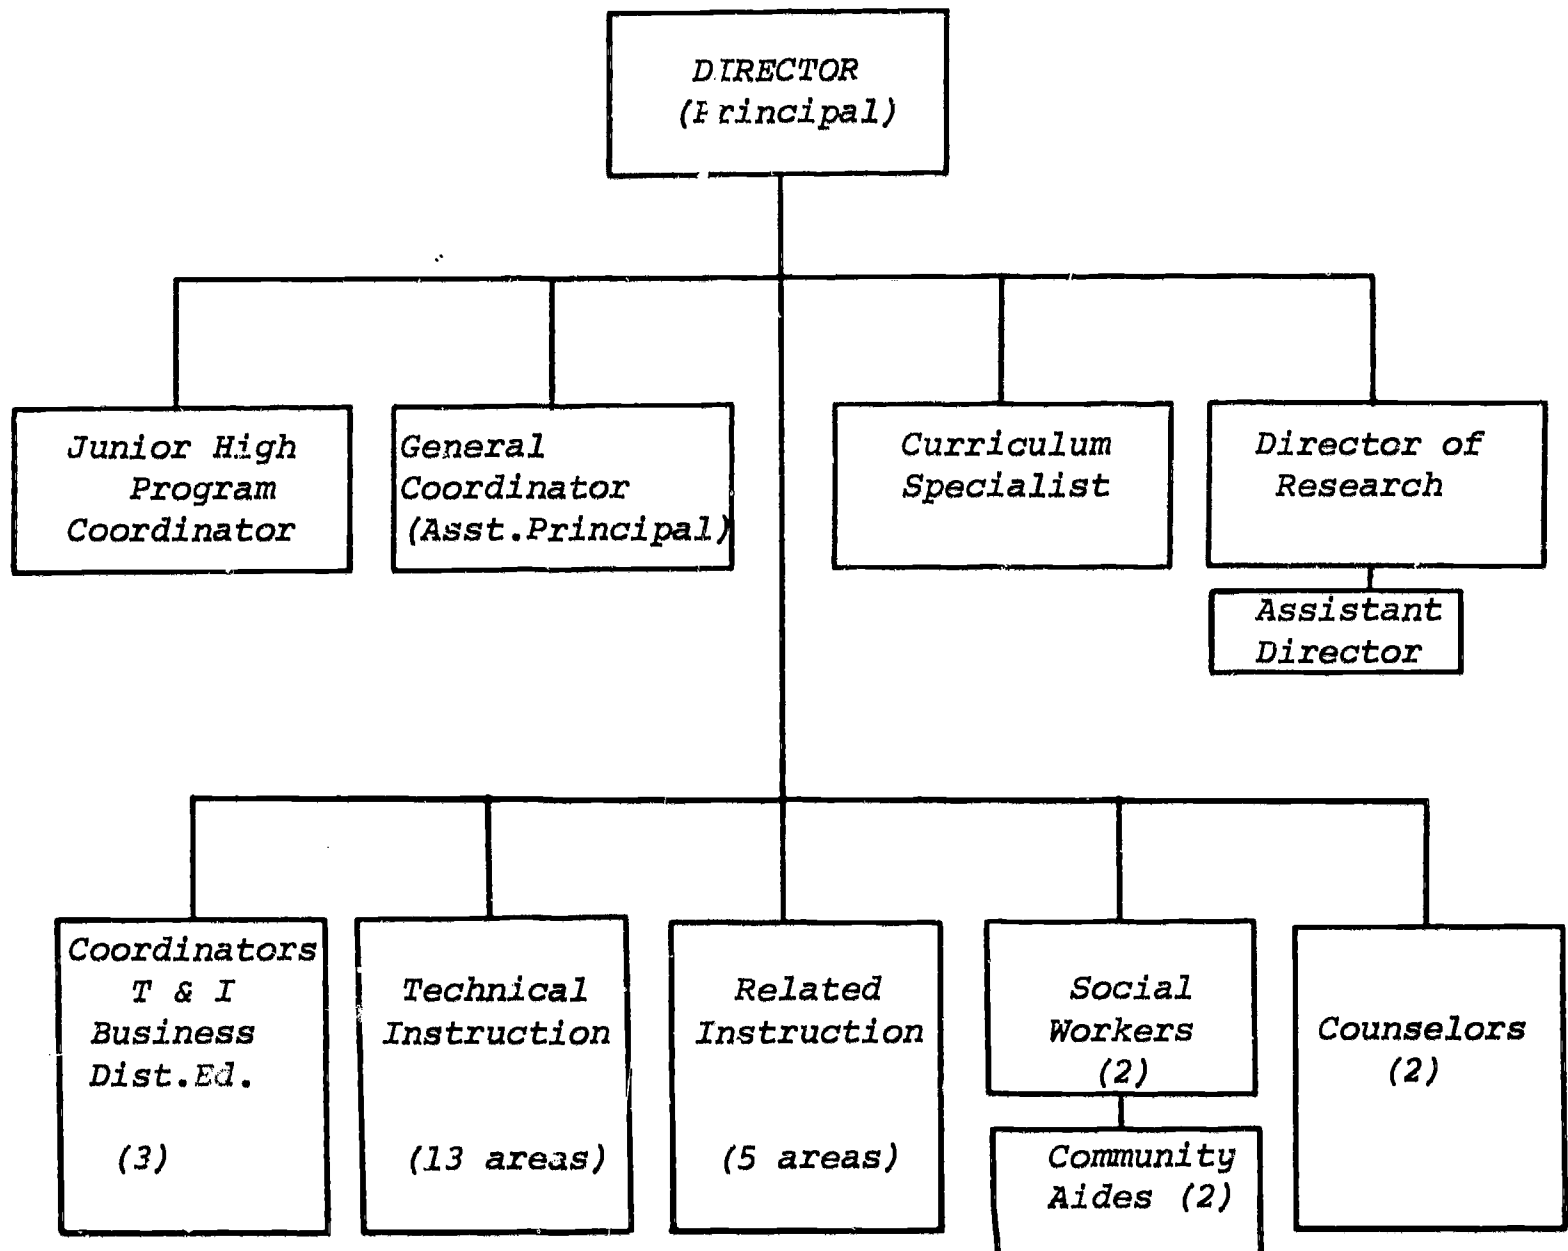 DIRECTOR
(Principal)
Junior High
Program
Coordinator
General
Coordinator
(Asst.Principal)
Curriculum
Specialist
Director of
Research
Assistant
Director
Coordinators
T & I
Business
Dist.Ed.
(3)
Technical
Instruction
(13 areas)
Related
Instruction
(5 areas)
Social
Workers
(2)
Community
Aides (2)
Counselors
(2)